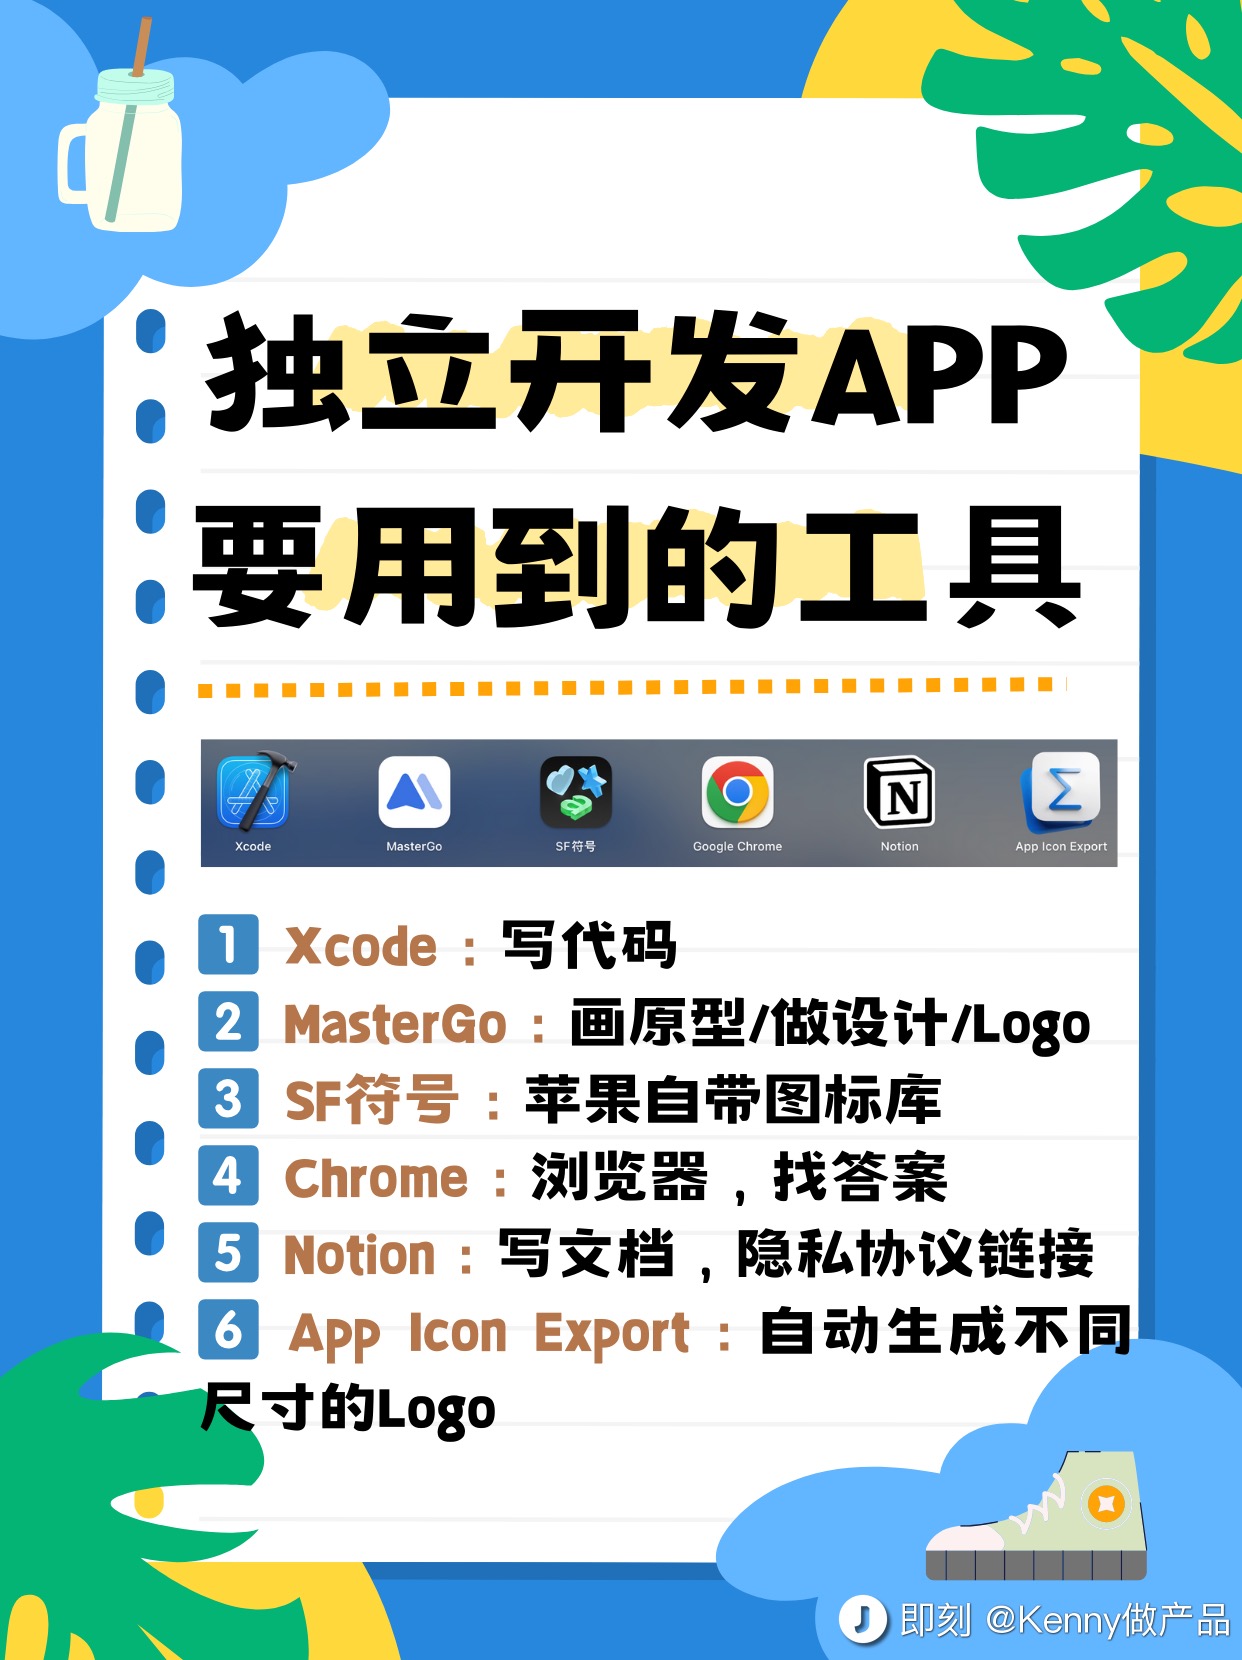 独立开发APP
要用到的工具
Xcode MasterGo SF符号 Google Chrome Notion App Icon Export
1 Xcode：写代码
2 MasterGo：画原型/做设计/Logo
3 SF符号：苹果自带图标库
4 Chrome：浏览器，找答案
5 Notion：写文档，隐私协议链接
6 App Icon Export：自动生成不同
尺寸的Logo
即刻 @Kenny做产品